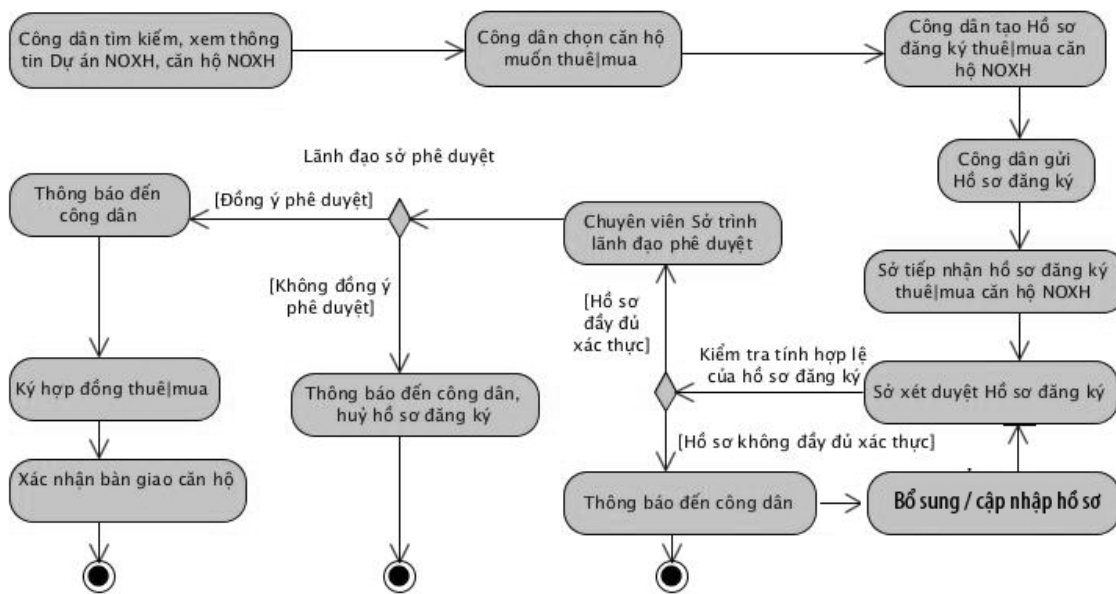 Công dân tìm kiếm, xem thông
tin Dự án NOXH, căn hộ NOXH
Công dân chọn căn hộ
muốn thuê|mua
Công dân tạo Hồ sơ
đăng ký thuê|mua căn
hộ NOXH
Công dân gửi
Hồ sơ đăng ký
Sở tiếp nhận hồ sơ đăng ký
thuê|mua căn hộ NOXH
Sở xét duyệt Hồ sơ đăng ký
Kiểm tra tính hợp lệ
của hồ sơ đăng ký
[Hồ sơ
đầy đủ
xác thực]
[Hồ sơ không đầy đủ xác thực]
Thông báo đến công dân
Bổ sung / cập nhập hồ sơ
Chuyên viên Sở trình
lãnh đạo phê duyệt
Lãnh đạo sở phê duyệt
[Đồng ý phê duyệt]
[Không đồng ý
phê duyệt]
Thông báo đến công dân,
huỷ hồ sơ đăng ký
Thông báo đến
công dân
Ký hợp đồng thuê|mua
Xác nhận bàn giao căn hộ